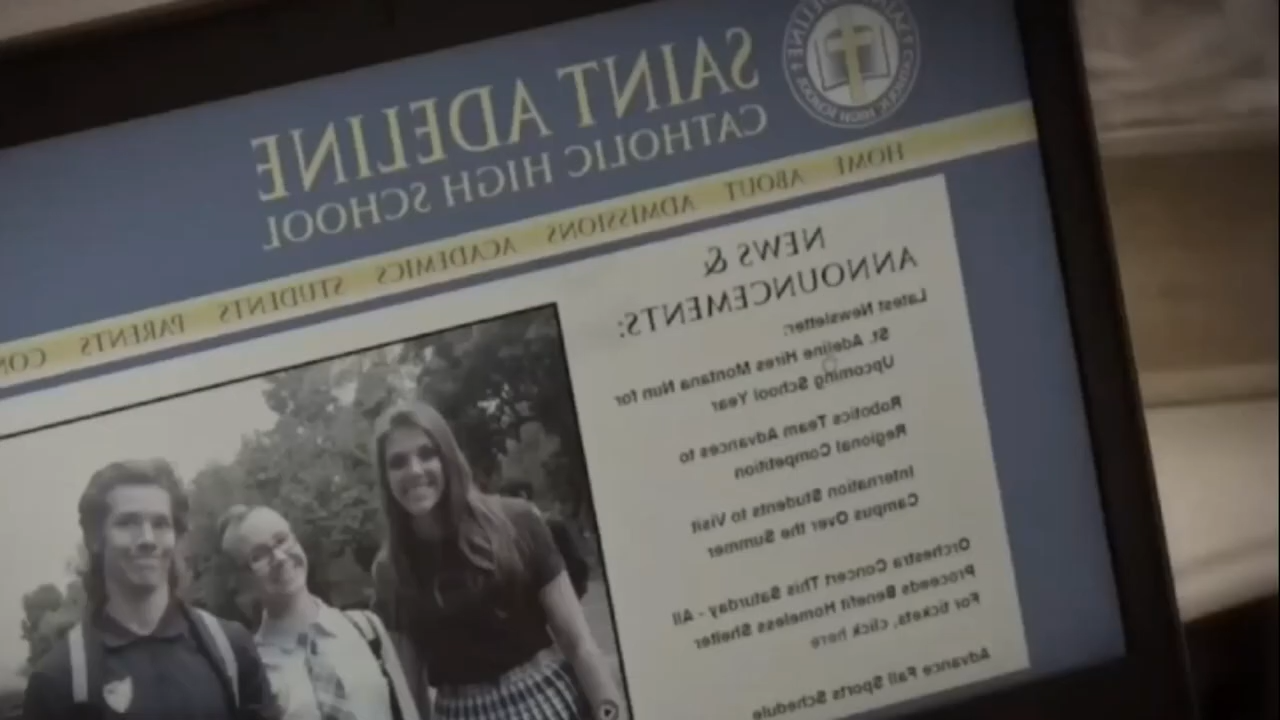 SAINT ADELINE
CATHOLIC HIGH SCHOOL
HOME ABOUT ADMISSIONS ACADEMICS STUDENTS PARENTS CON
NEWS &
ANNOUNCEMENTS:
Latest Newsletter:
St. Adeline Hires Montana Nun for
Upcoming School Year
Robotics Team Advances to
Regional Competition
Internation Students to Visit
Campus Over the Summer
Orchestra Concert This Saturday - All
Proceeds Benefit Homeless Shelter
For tickets, click here
Advance Fall Sports Schedule